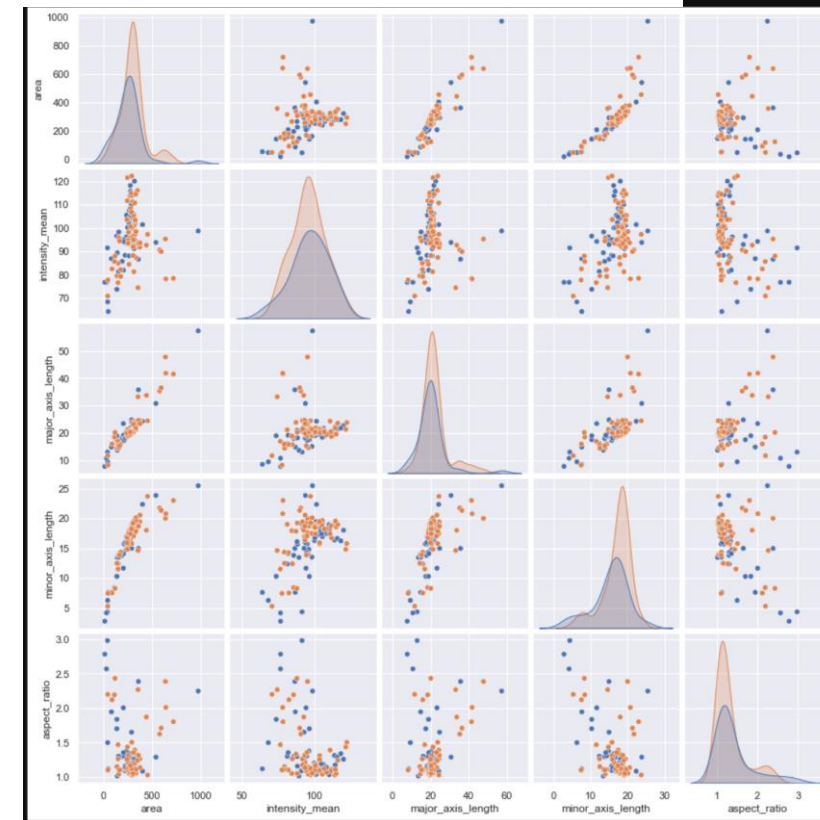 1000
800
600
400
200
0
area
120
110
100
90
80
70
intensity_mean
50
40
30
20
10
major_axis_length
25
20
15
10
5
minor_axis_length
3.0
2.5
2.0
1.5
1.0
aspect_ratio
0 500 1000
area
50 100
intensity_mean
0 20 40 60
major_axis_length
0 10 20 30
minor_axis_length
1 2 3
aspect_ratio